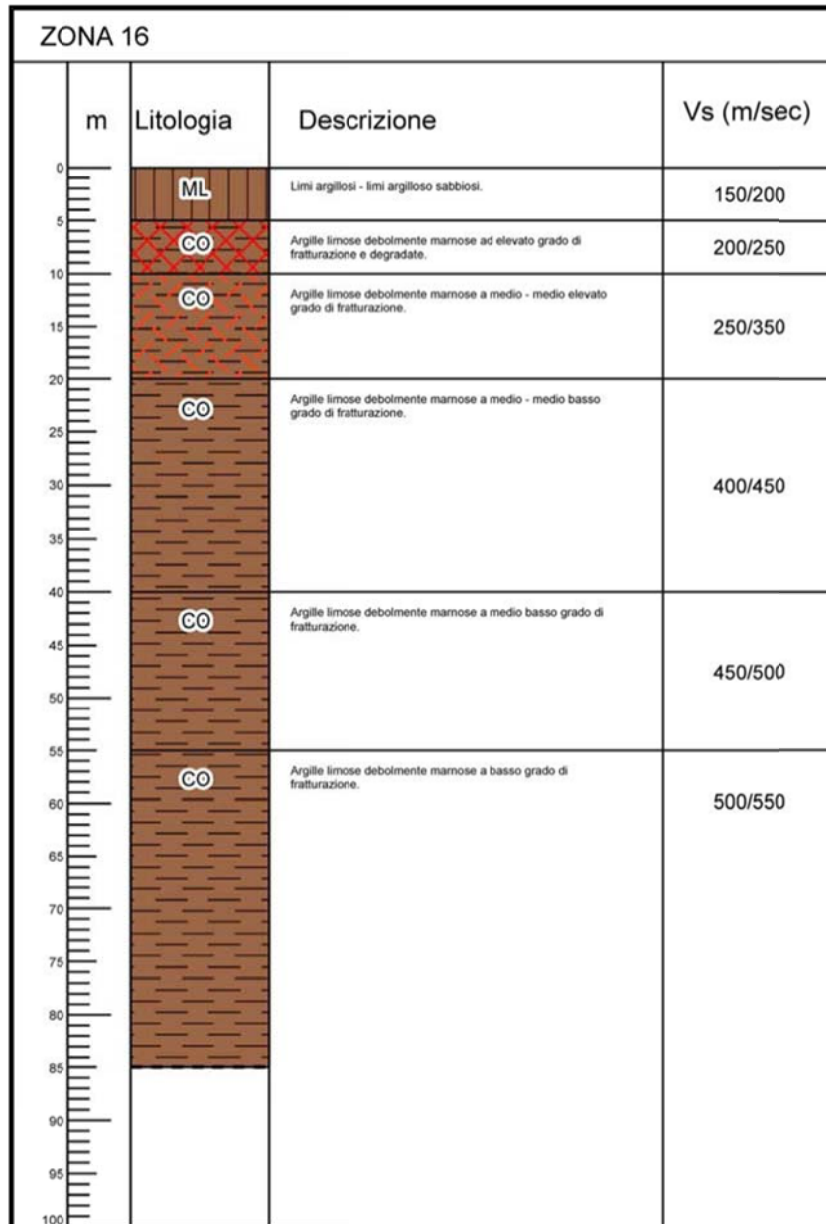 ZONA 16
m
Litologia
Descrizione
Vs (m/sec)
0
ML
Limi argillosi - limi argilloso sabbiosi.
150/200
5
CO
Argille limose debolmente marnose ad elevato grado di
fratturazione e degradate.
200/250
10
CO
Argille limose debolmente marnose a medio - medio elevato
grado di fratturazione.
15
250/350
20
CO
Argille limose debolmente marnose a medio - medio basso
grado di fratturazione.
25
30
400/450
35
40
CO
Argille limose debolmente marnose a medio basso grado di
fratturazione.
45
450/500
50
55
CO
Argille limose debolmente marnose a basso grado di
fratturazione.
60
500/550
65
70
75
80
85
90
95
100